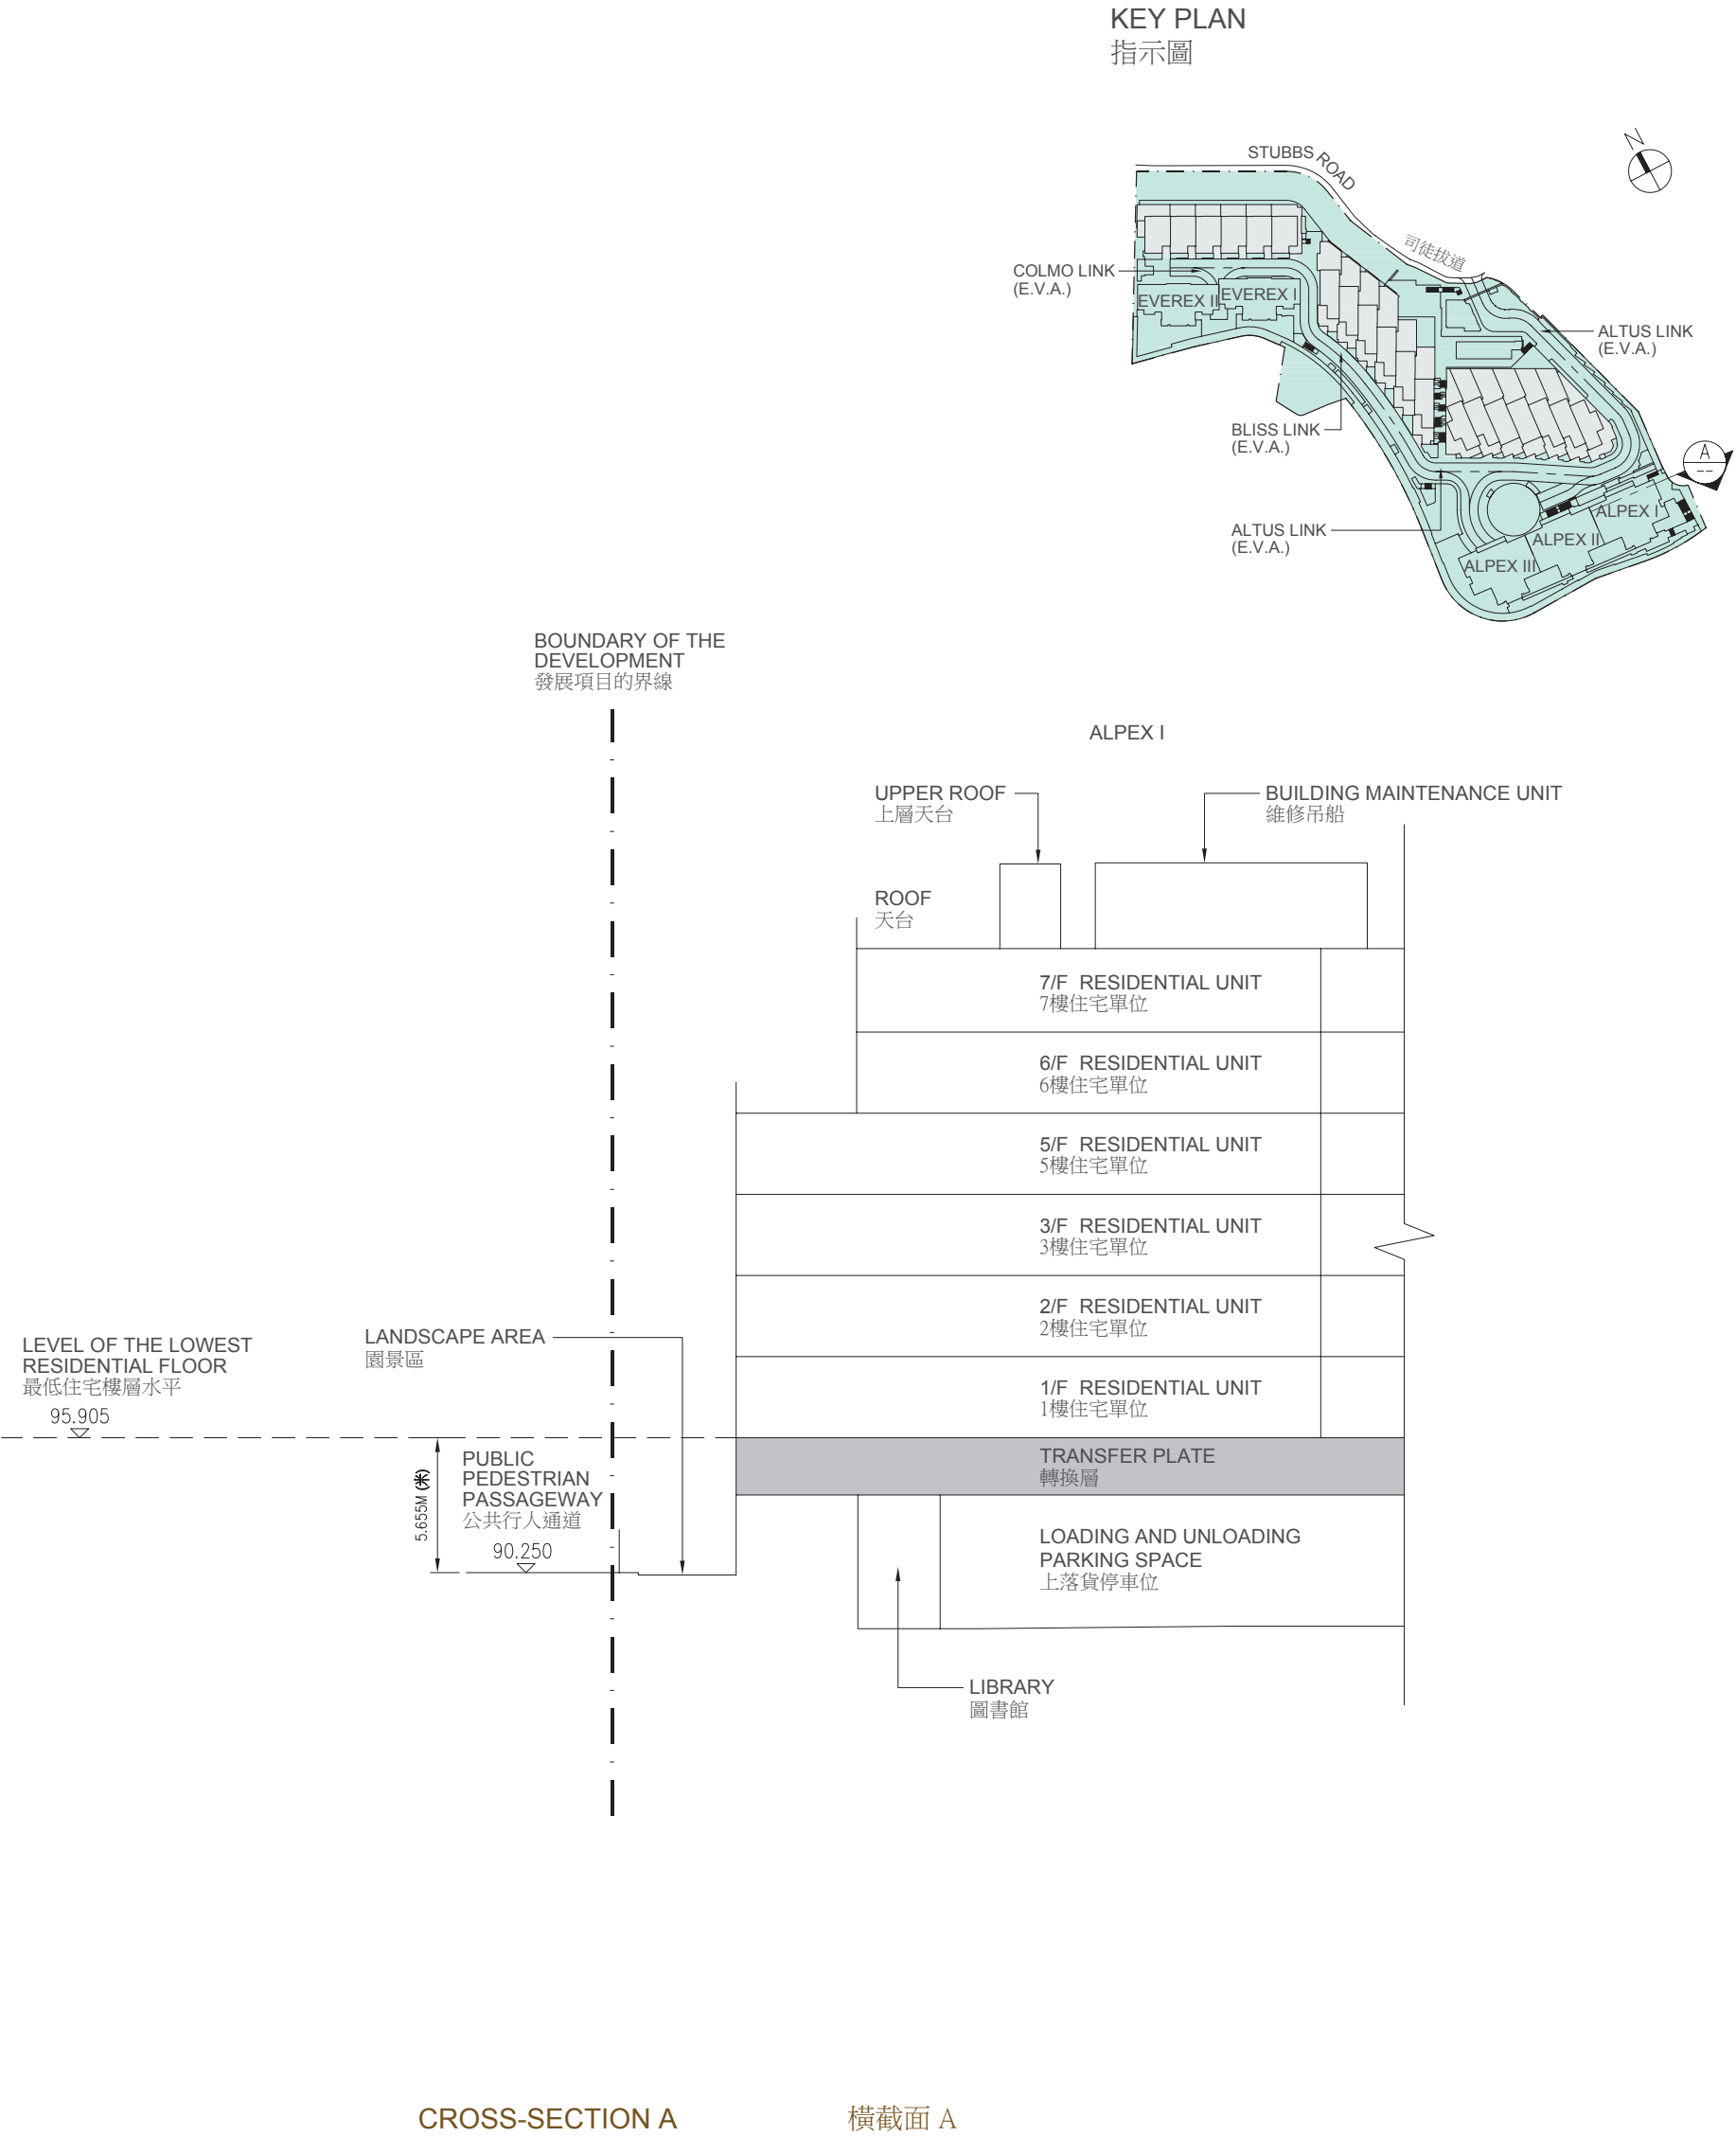 KEY PLAN
指示圖
N
STUBBS ROAD
司徒拔道
COLMO LINK
(E.V.A.)
EVEREX II
EVEREX I
ALTUS LINK
(E.V.A.)
BLISS LINK
(E.V.A.)
A
--
ALTUS LINK
(E.V.A.)
ALPEX I
ALPEX II
ALPEX III
BOUNDARY OF THE
DEVELOPMENT
發展項目的界線
ALPEX I
UPPER ROOF
上層天台
BUILDING MAINTENANCE UNIT
維修吊船
ROOF
天台
7/F RESIDENTIAL UNIT
7樓住宅單位
6/F RESIDENTIAL UNIT
6樓住宅單位
5/F RESIDENTIAL UNIT
5樓住宅單位
3/F RESIDENTIAL UNIT
3樓住宅單位
2/F RESIDENTIAL UNIT
2樓住宅單位
1/F RESIDENTIAL UNIT
1樓住宅單位
LANDSCAPE AREA
園景區
LEVEL OF THE LOWEST
RESIDENTIAL FLOOR
最低住宅樓層水平
95.905
5.655M (米)
PUBLIC
PEDESTRIAN
PASSAGEWAY
公共行人通道
90.250
TRANSFER PLATE
轉換層
LOADING AND UNLOADING
PARKING SPACE
上落貨停車位
LIBRARY
圖書館
CROSS-SECTION A 橫截面 A